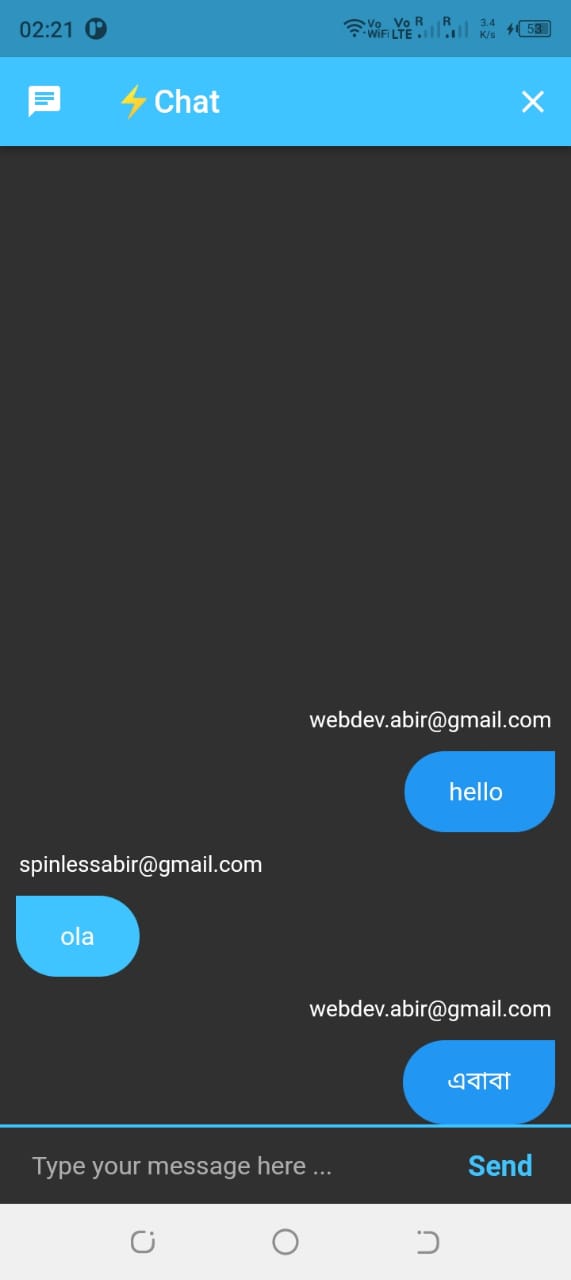 02:21
Vo WiFi Vo LTE R R 3.4 K/s 53
⚡Chat
webdev.abir@gmail.com
hello
spinlessabir@gmail.com
ola
webdev.abir@gmail.com
এবাবা
Type your message here ...
Send